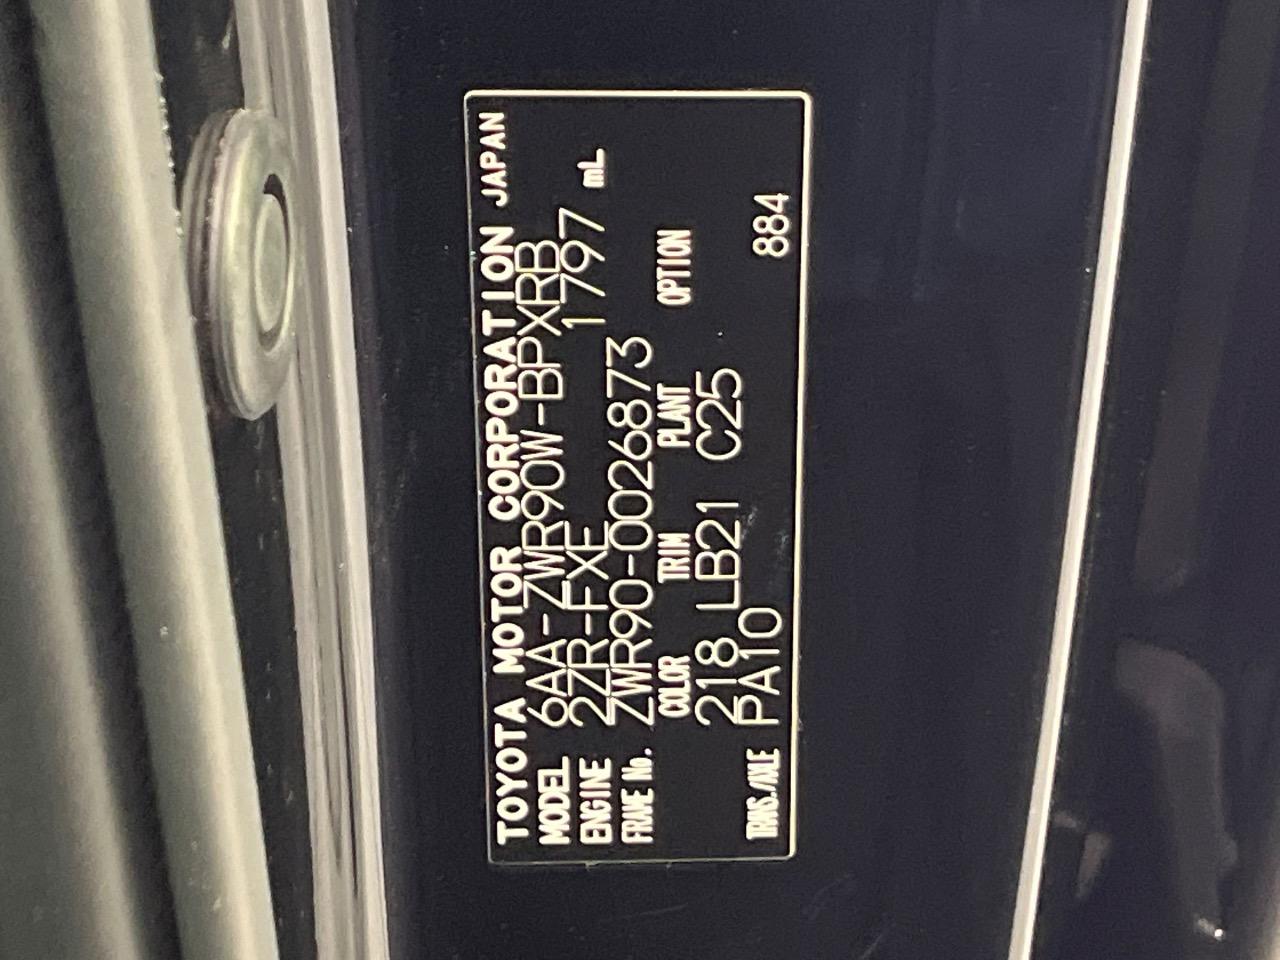 TOYOTA MOTOR CORPORATION JAPAN
MODEL 6AA-ZWR90W-BPXRB
ENGINE 2ZR-FXE 1797 mL
FRAME No. ZWR90-0026873
COLOR TRIM PLANT OPTION
218 LB21 C25
TRANS./AXLE PA10 884